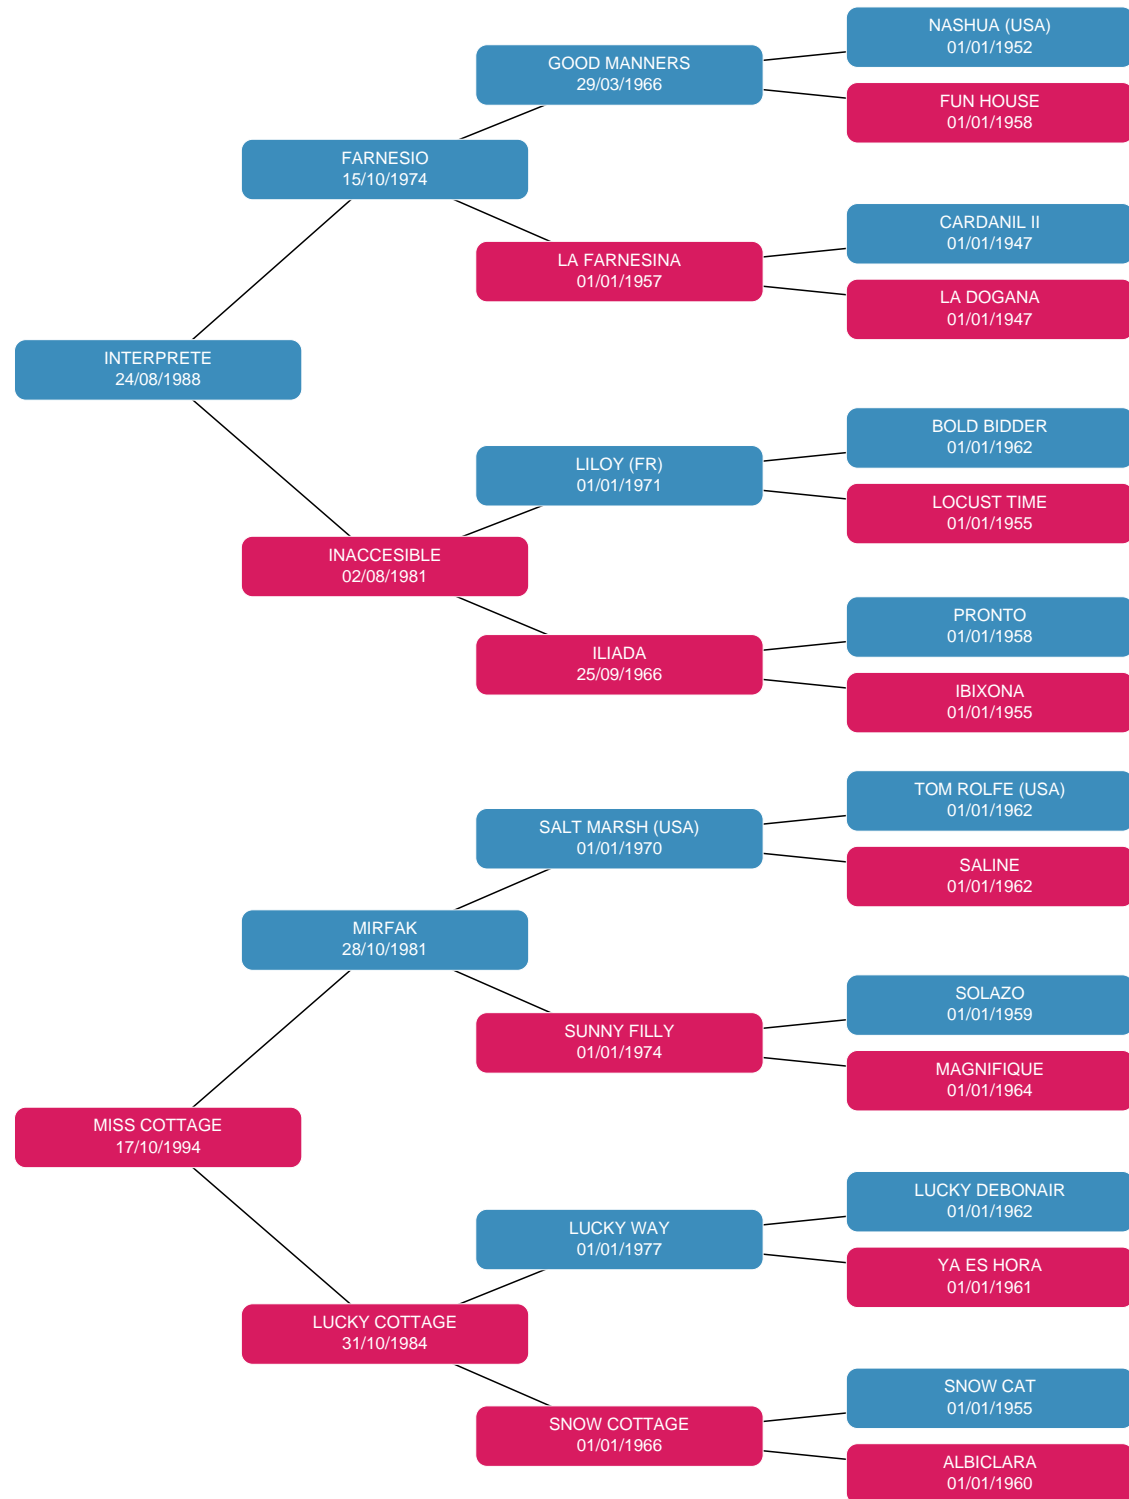 NASHUA (USA)
01/01/1952
GOOD MANNERS
29/03/1966
FUN HOUSE
01/01/1958
FARNESIO
15/10/1974
CARDANIL II
01/01/1947
LA FARNESINA
01/01/1957
LA DOGANA
01/01/1947
INTERPRETE
24/08/1988
BOLD BIDDER
01/01/1962
LILOY (FR)
01/01/1971
LOCUST TIME
01/01/1955
INACCESIBLE
02/08/1981
PRONTO
01/01/1958
ILIADA
25/09/1966
IBIXONA
01/01/1955
TOM ROLFE (USA)
01/01/1962
SALT MARSH (USA)
01/01/1970
SALINE
01/01/1962
MIRFAK
28/10/1981
SOLAZO
01/01/1959
SUNNY FILLY
01/01/1974
MAGNIFIQUE
01/01/1964
MISS COTTAGE
17/10/1994
LUCKY DEBONAIR
01/01/1962
LUCKY WAY
01/01/1977
YA ES HORA
01/01/1961
LUCKY COTTAGE
31/10/1984
SNOW CAT
01/01/1955
SNOW COTTAGE
01/01/1966
ALBICLARA
01/01/1960